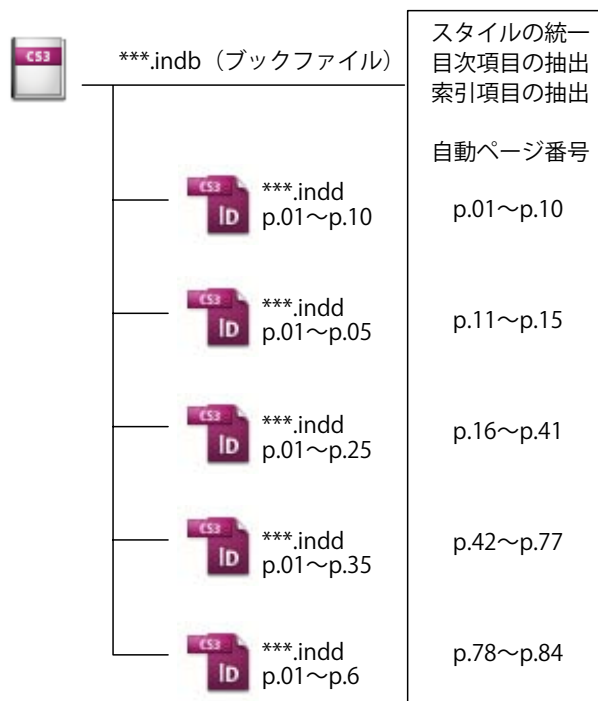 CS3
***.indb（ブックファイル）
スタイルの統一
目次項目の抽出
索引項目の抽出
自動ページ番号
CS3
ID
***.indd
p.01〜p.10
p.01〜p.10
CS3
ID
***.indd
p.01〜p.05
p.11〜p.15
CS3
ID
***.indd
p.01〜p.25
p.16〜p.41
CS3
ID
***.indd
p.01〜p.35
p.42〜p.77
CS3
ID
***.indd
p.01〜p.6
p.78〜p.84